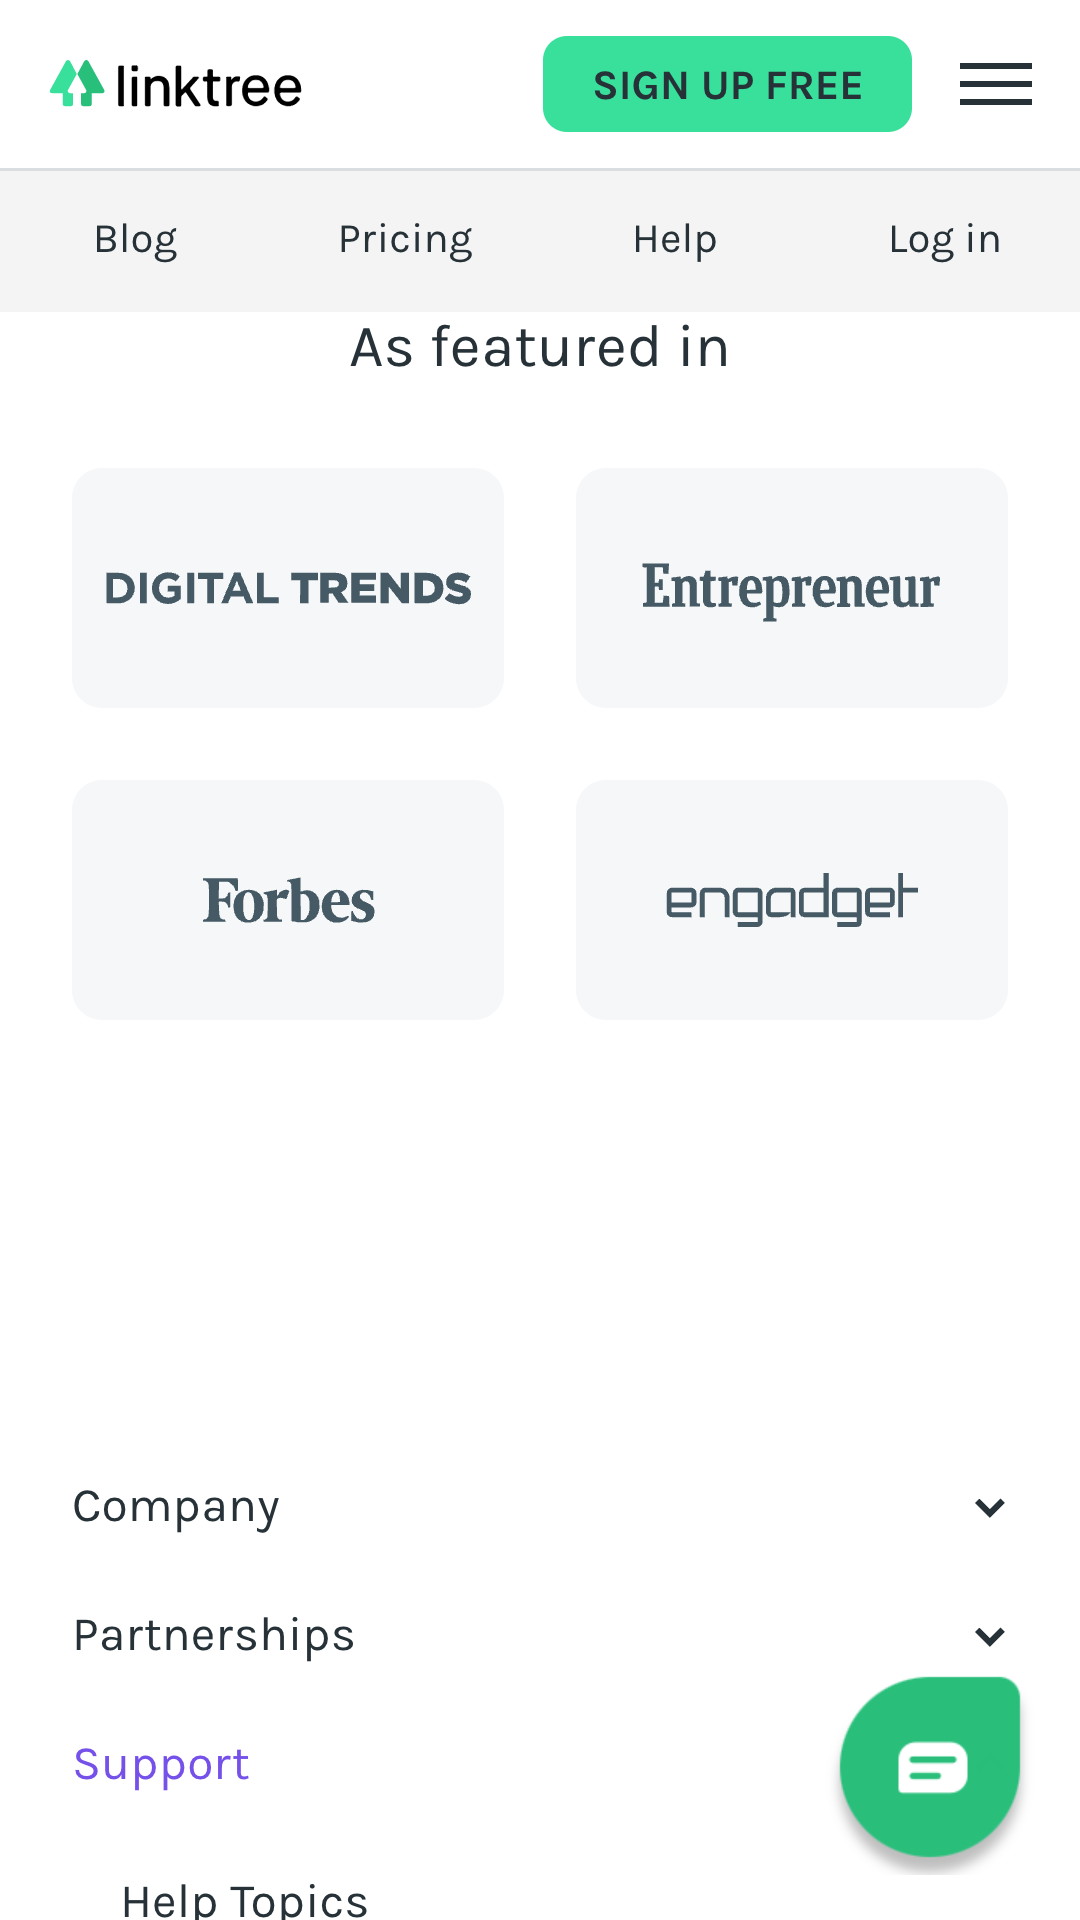 linktree
SIGN UP FREE
Blog Pricing Help Log in
As featured in
DIGITAL TRENDS
Entrepreneur
Forbes
engadget
Company
Partnerships
Support
Help Topics